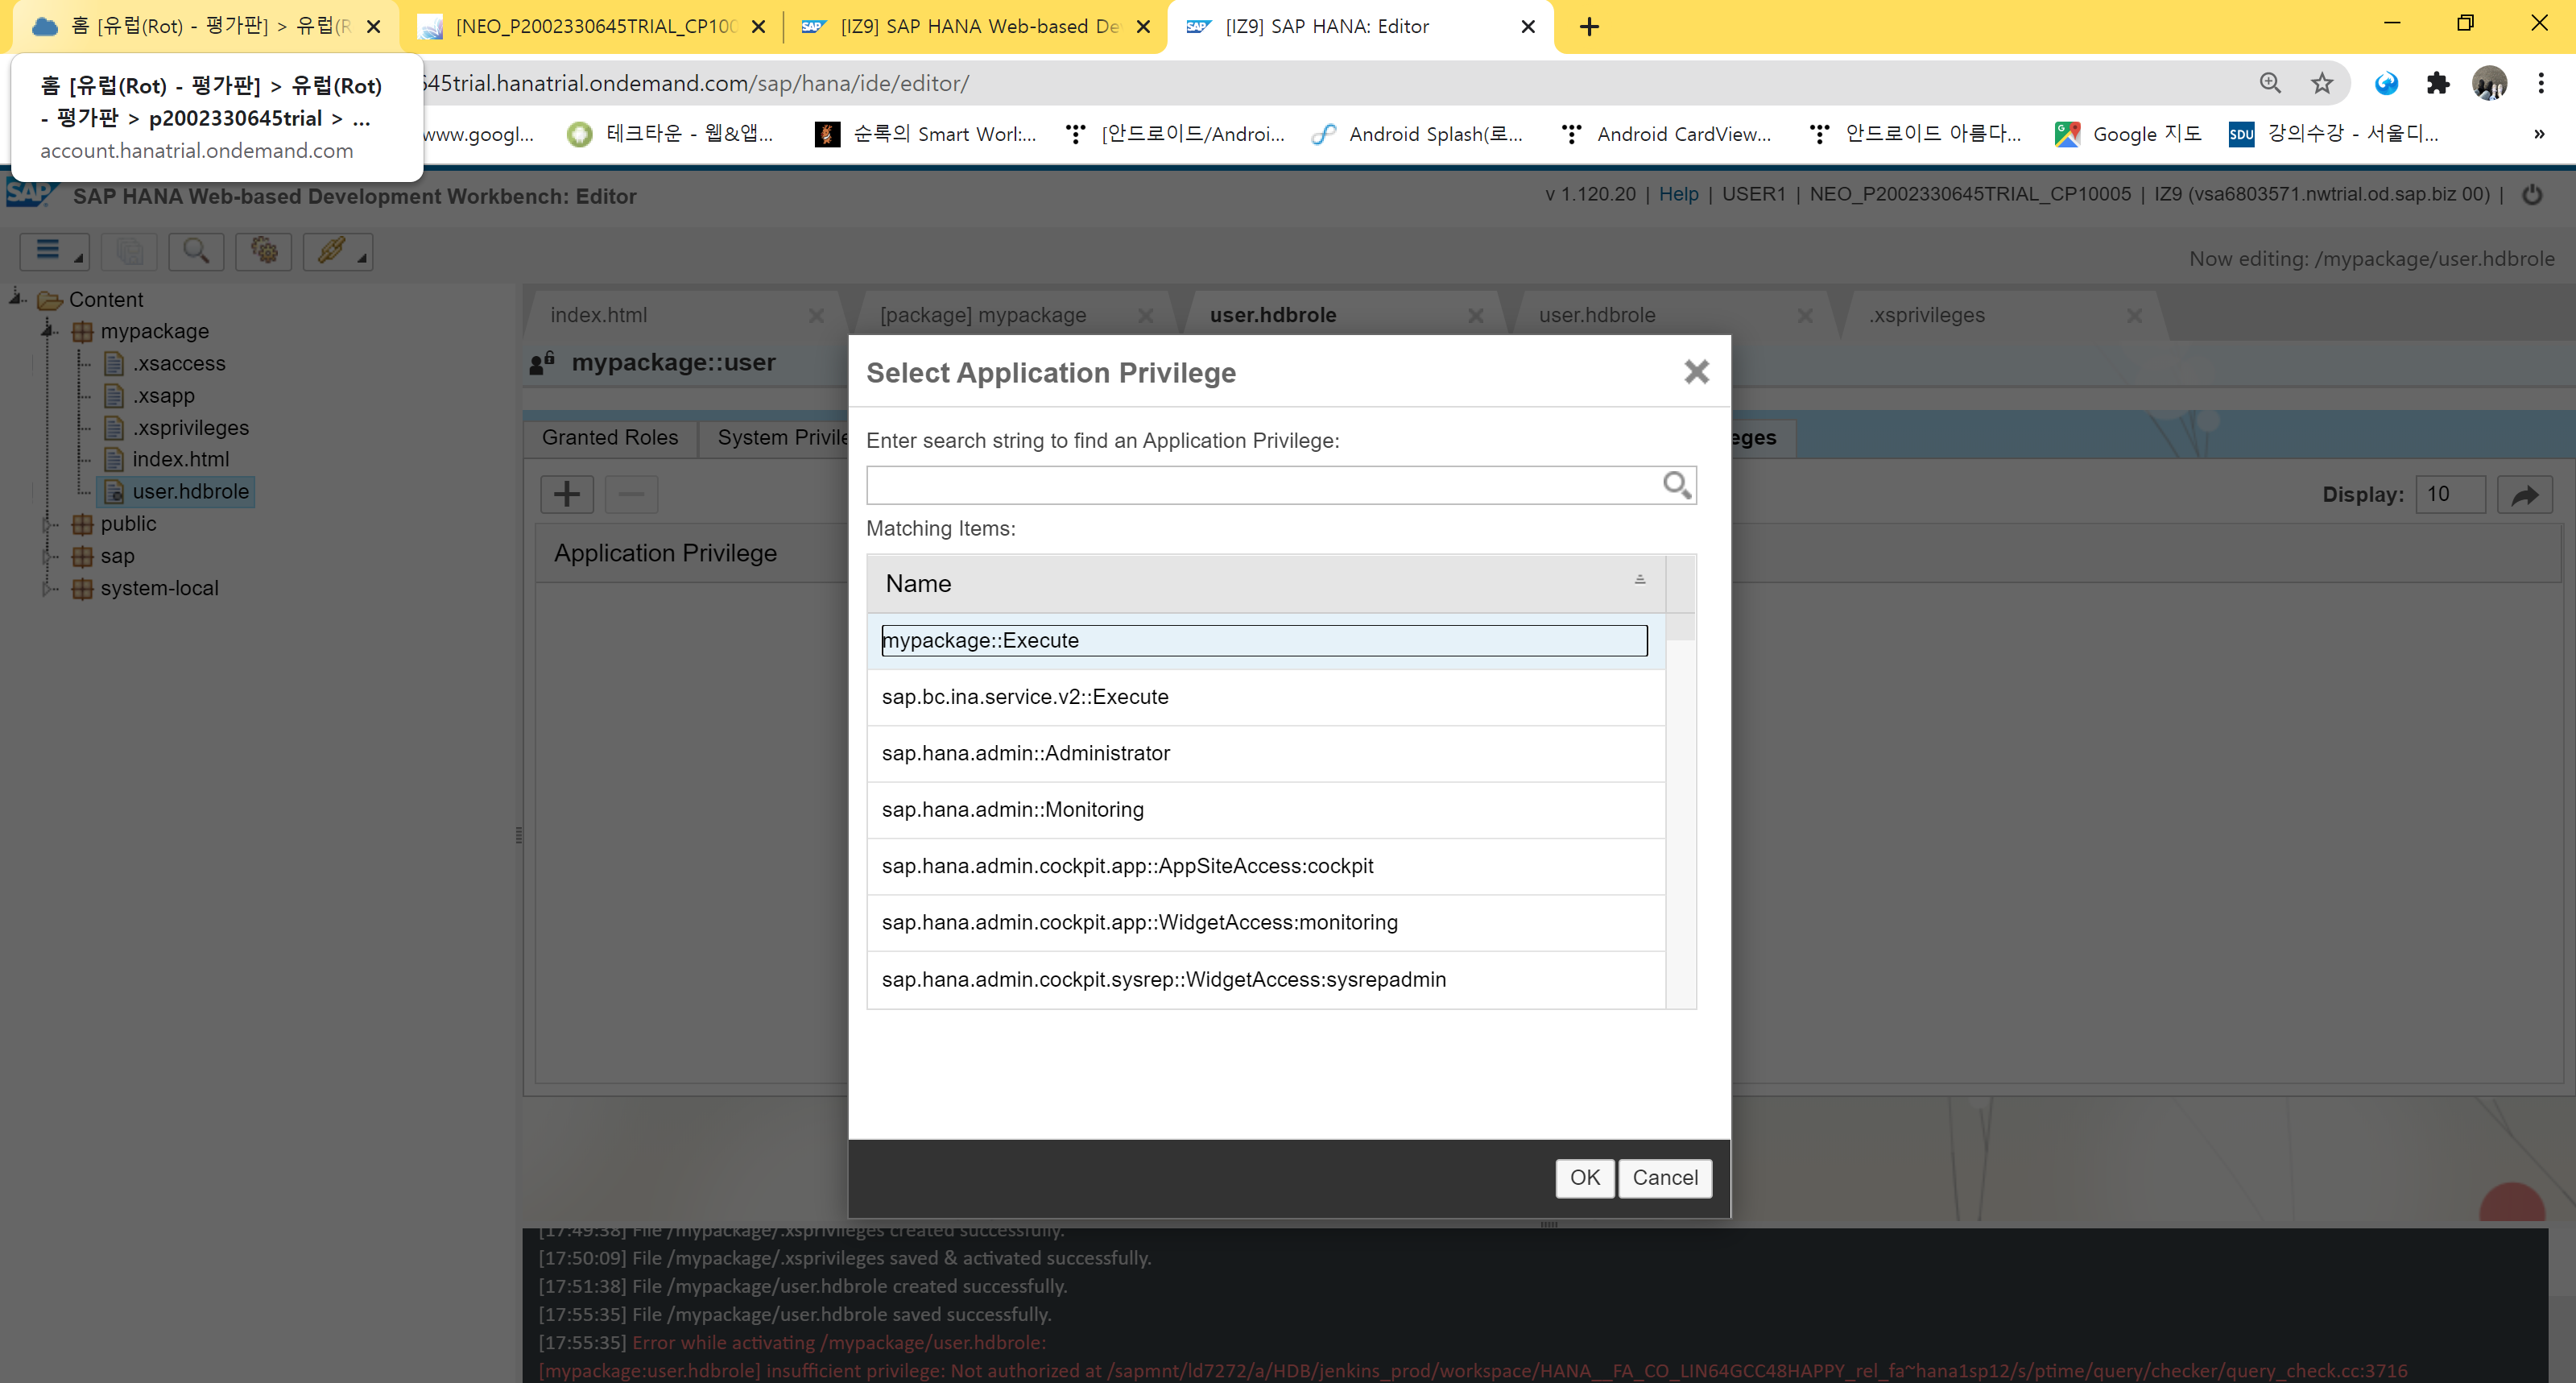 홈 [유럽(Rot) - 평가판] > 유럽(R
[NEO_P2002330645TRIAL_CP100
[IZ9] SAP HANA Web-based De
[IZ9] SAP HANA: Editor
홈 [유럽(Rot) - 평가판] > 유럽(Rot)
- 평가판 > p2002330645trial > ...
account.hanatrial.ondemand.com
645trial.hanatrial.ondemand.com/sap/hana/ide/editor/
www.googl...
테크타운 - 웹&앱...
순록의 Smart Worl:...
[안드로이드/Androi...
Android Splash(로...
Android CardView...
안드로이드 아름다...
Google 지도
SDU 강의수강 - 서울디...
»
SAP SAP HANA Web-based Development Workbench: Editor
v 1.120.20 | Help | USER1 | NEO_P2002330645TRIAL_CP10005 | IZ9 (vsa6803571.nwtrial.od.sap.biz 00) |
Now editing: /mypackage/user.hdbrole
Content
mypackage
.xsaccess
.xsapp
.xsprivileges
index.html
user.hdbrole
public
sap
system-local
index.html
[package] mypackage
user.hdbrole
user.hdbrole
.xsprivileges
mypackage::user
Granted Roles
System Privile
eges
Display: 10
Application Privilege
Select Application Privilege
Enter search string to find an Application Privilege:
Matching Items:
Name
mypackage::Execute
sap.bc.ina.service.v2::Execute
sap.hana.admin::Administrator
sap.hana.admin::Monitoring
sap.hana.admin.cockpit.app::AppSiteAccess:cockpit
sap.hana.admin.cockpit.app::WidgetAccess:monitoring
sap.hana.admin.cockpit.sysrep::WidgetAccess:sysrepadmin
OK
Cancel
[17:49:38] File /mypackage/.xsprivileges created successfully.
[17:50:09] File /mypackage/.xsprivileges saved & activated successfully.
[17:51:38] File /mypackage/user.hdbrole created successfully.
[17:55:35] File /mypackage/user.hdbrole saved successfully.
[17:55:35] Error while activating /mypackage/user.hdbrole:
[mypackage:user.hdbrole] insufficient privilege: Not authorized at /sapmnt/ld7272/a/HDB/jenkins_prod/workspace/HANA__FA_CO_LIN64GCC48HAPPY_rel_fa~hana1sp12/s/ptime/query/checker/query_check.cc:3716